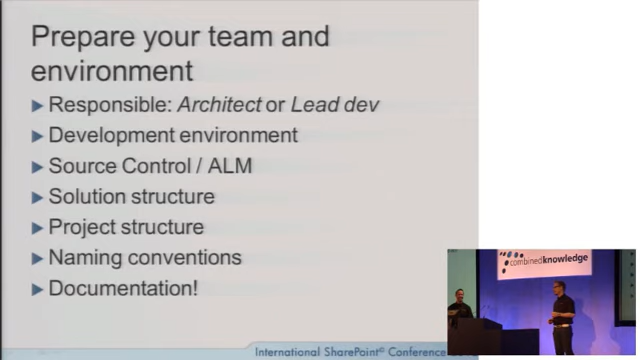 Prepare your team and
environment
Responsible: Architect or Lead dev
Development environment
Source Control / ALM
Solution structure
Project structure
Naming conventions
Documentation!
combinedknowledge
International SharePoint® Conference